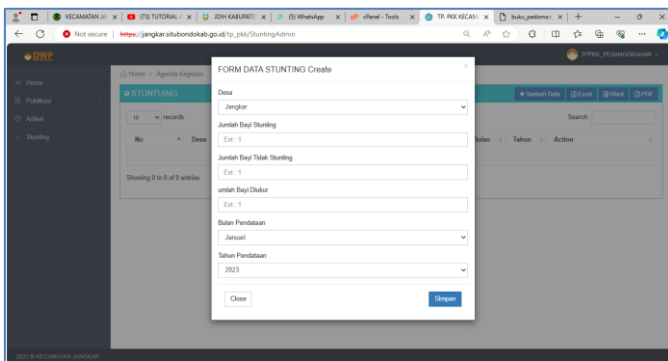 KECAMATAN JAN
(73) TUTORIAL
JDIH KABUPATE
(5) WhatsApp
cPanel - Tools
TP. PKK KECAM
buku_pedoman
Not secure
https://jangkar.situbondokab.go.id/tp_pkk/StuntingAdmin
DWP
TPPKK_PESANGGRAHAN
Home
Publikasi
Artikel
Stunting
Home > Agenda Kegiatan
STUNTUING
+ Tambah Data
Excel
Word
PDF
10
records
Search:
No
Desa
Bulan
Tahun
Action
Showing 0 to 0 of 0 entries
FORM DATA STUNTING Create
×
Desa
Jangkar
Jumlah Bayi Stunting
Ext : 1
Jumlah Bayi Tidak Stunting
Ext : 1
umlah Bayi Diukur
Ext : 1
Bulan Pendataan
Januari
Tahun Pendataan
2023
Close
Simpan
2022 © KECAMATAN JANGKAR